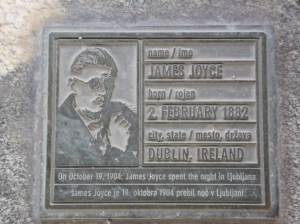 name / ime
JAMES JOYCE
born / rojen
2. FEBRUARY 1882
city, state / mesto, država
DUBLIN, IRELAND
On October 19, 1904, James Joyce spent the night in Ljubljana
James Joyce je 19. oktobra 1904 prebil noč v Ljubljani